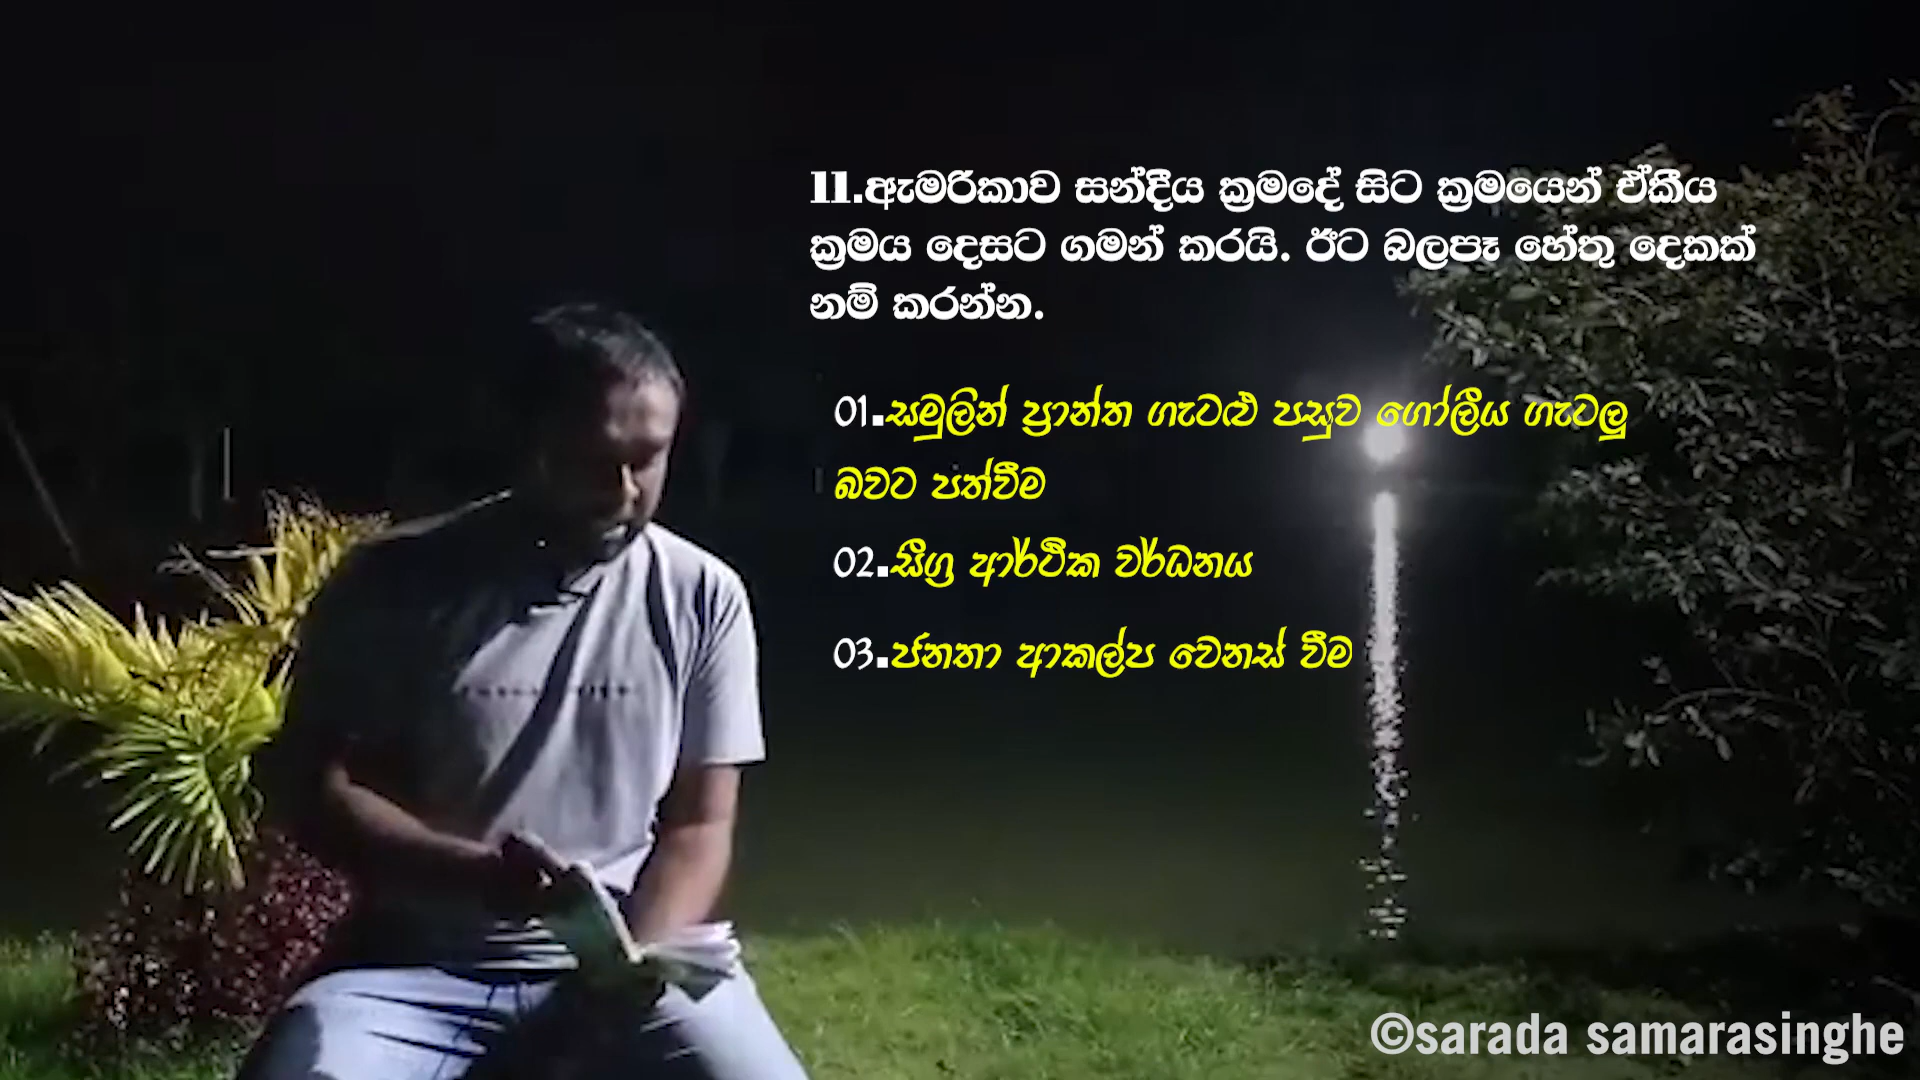 11.ඇමරිකාව සන්දීය ක්‍රමදේ සිට ක්‍රමයෙන් ඒකීය
ක්‍රමය දෙසට ගමන් කරයි. ඊට බලපෑ හේතු දෙකක්
නම් කරන්න.
01.සමුලින් ප්‍රාන්ත ගැටළු පසුව ගෝලීය ගැටලු
බවට පත්වීම
02.සීග්‍ර ආර්ථික වර්ධනය
03.ජනතා ආකල්ප වෙනස් වීම
©sarada samarasinghe